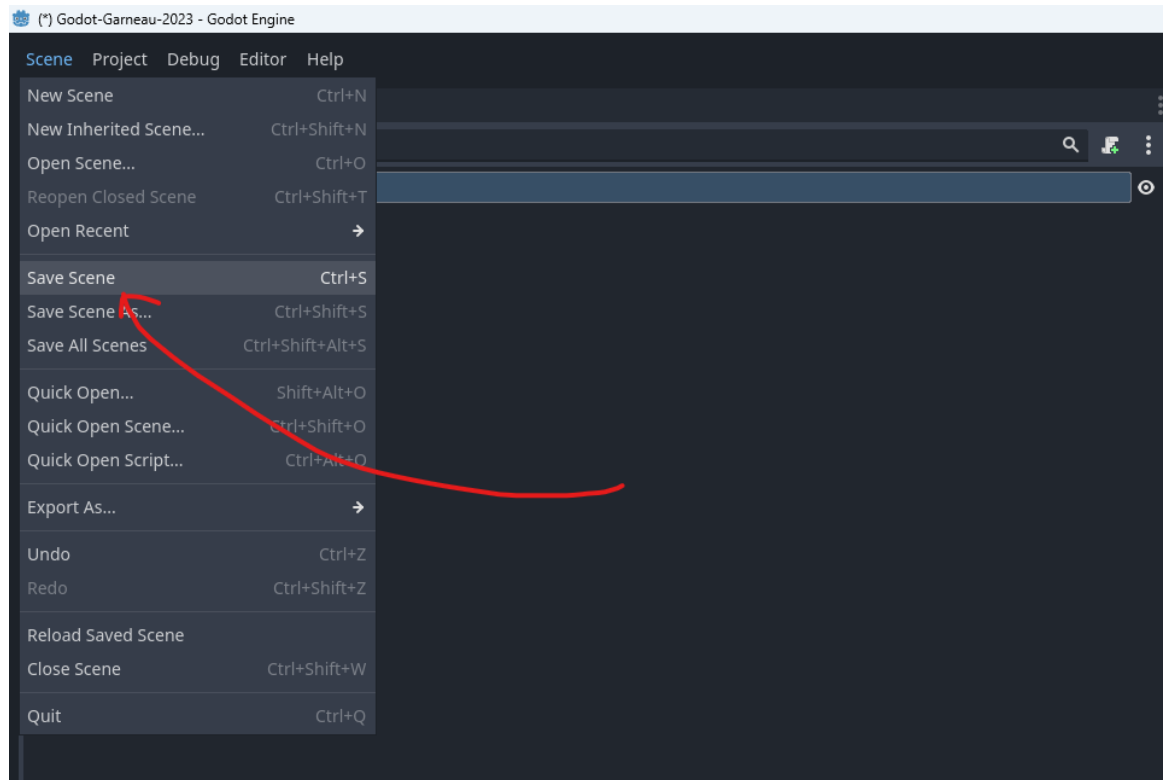 (*) Godot-Garneau-2023 - Godot Engine
Scene Project Debug Editor Help
New Scene Ctrl+N
New Inherited Scene... Ctrl+Shift+N
Open Scene... Ctrl+O
Reopen Closed Scene Ctrl+Shift+T
Open Recent
Save Scene Ctrl+S
Save Scene As... Ctrl+Shift+S
Save All Scenes Ctrl+Shift+Alt+S
Quick Open... Shift+Alt+O
Quick Open Scene... Ctrl+Shift+O
Quick Open Script... Ctrl+Alt+O
Export As...
Undo Ctrl+Z
Redo Ctrl+Shift+Z
Reload Saved Scene
Close Scene Ctrl+Shift+W
Quit Ctrl+Q